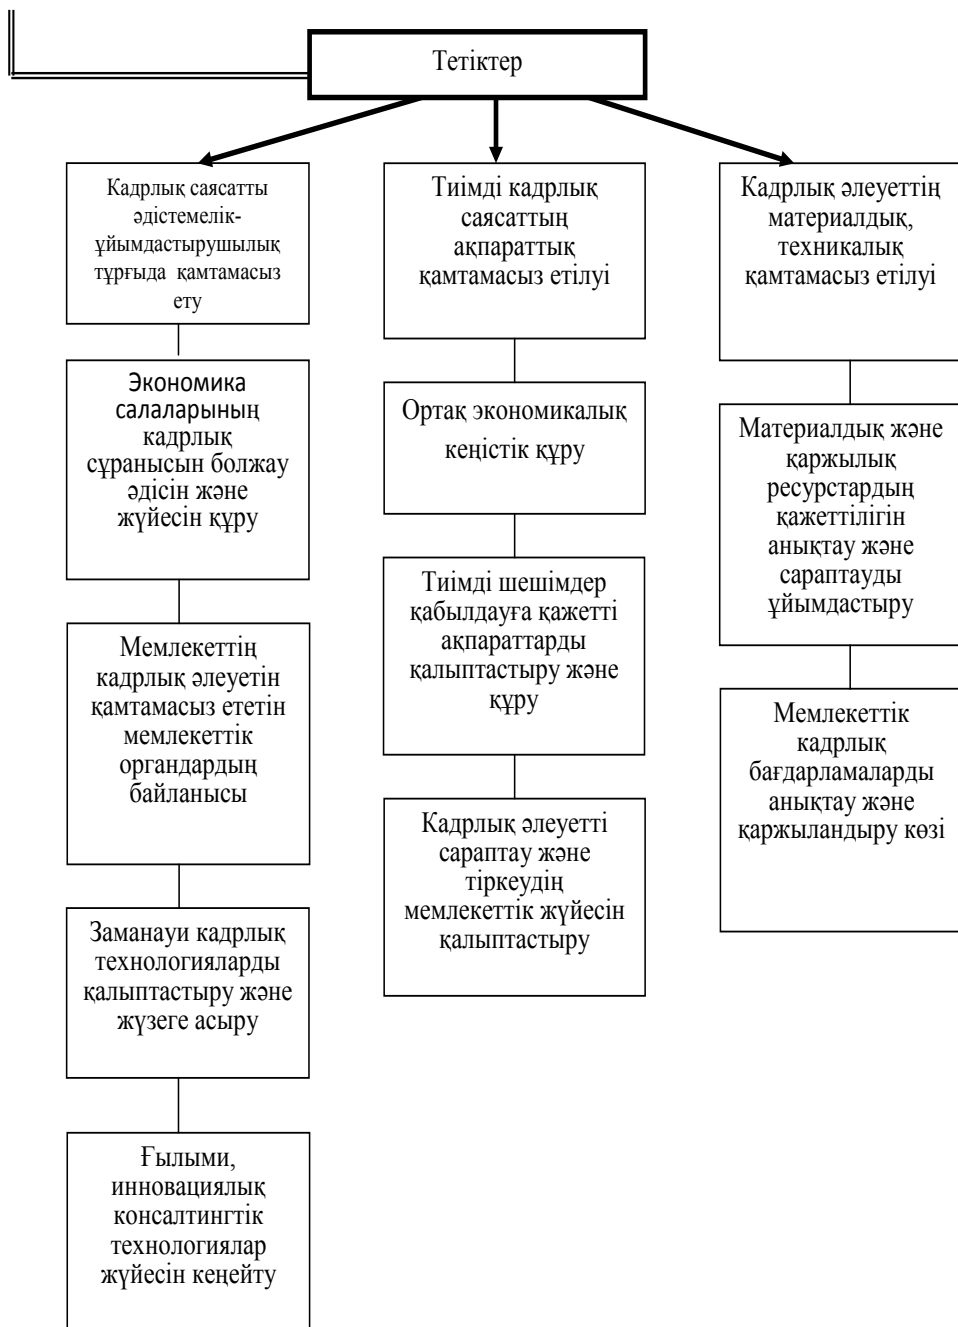 Тетіктер
Кадрлық саясатты
әдістемелік-
ұйымдастырушылық
тұрғыда қамтамасыз
ету
Экономика
салаларының
кадрлық
сұранысын болжау
әдісін және
жүйесін құру
Мемлекеттің
кадрлық әлеуетін
қамтамасыз ететін
мемлекеттік
органдардың
байланысы
Заманауи кадрлық
технологияларды
қалыптастыру және
жүзеге асыру
Ғылыми,
инновациялық
консалтингтік
технологиялар
жүйесін кеңейту
Тиімді кадрлық
саясаттың
ақпараттық
қамтамасыз етілуі
Ортақ экономикалық
кеңістік құру
Тиімді шешімдер
қабылдауға қажетті
ақпараттарды
қалыптастыру және
құру
Кадрлық әлеуетті
сараптау және
тіркеудің
мемлекеттік жүйесін
қалыптастыру
Кадрлық әлеуеттің
материалдық,
техникалық
қамтамасыз етілуі
Материалдық және
қаржылық
ресурстардың
қажеттілігін
анықтау және
сараптауды
ұйымдастыру
Мемлекеттік
кадрлық
бағдарламаларды
анықтау және
қаржыландыру көзі